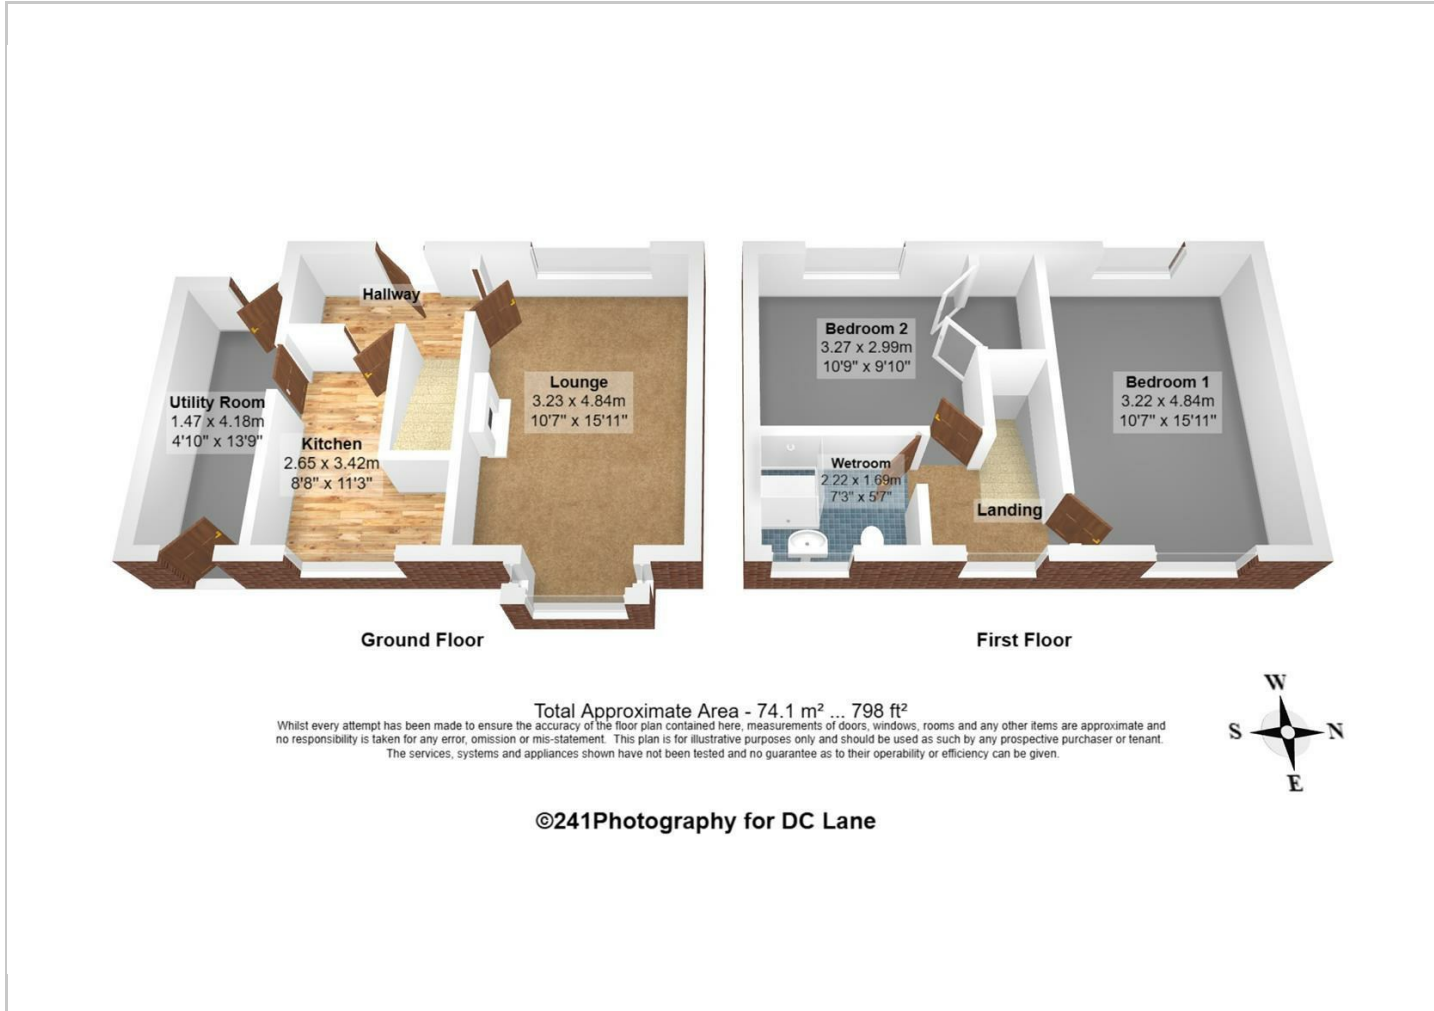 Hallway
Utility Room
1.47 x 4.18m
4'10" x 13'9"
Kitchen
2.65 x 3.42m
8'8" x 11'3"
Lounge
3.23 x 4.84m
10'7" x 15'11"
Ground Floor
Bedroom 2
3.27 x 2.99m
10'9" x 9'10"
Bedroom 1
3.22 x 4.84m
10'7" x 15'11"
Wetroom
2.22 x 1.69m
7'3" x 5'7"
Landing
First Floor
Total Approximate Area - 74.1 m² ... 798 ft²
Whilst every attempt has been made to ensure the accuracy of the floor plan contained here, measurements of doors, windows, rooms and any other items are approximate and
no responsibility is taken for any error, omission or mis-statement. This plan is for illustrative purposes only and should be used as such by any prospective purchaser or tenant.
The services, systems and appliances shown have not been tested and no guarantee as to their operability or efficiency can be given.
W
S N
E
©241Photography for DC Lane